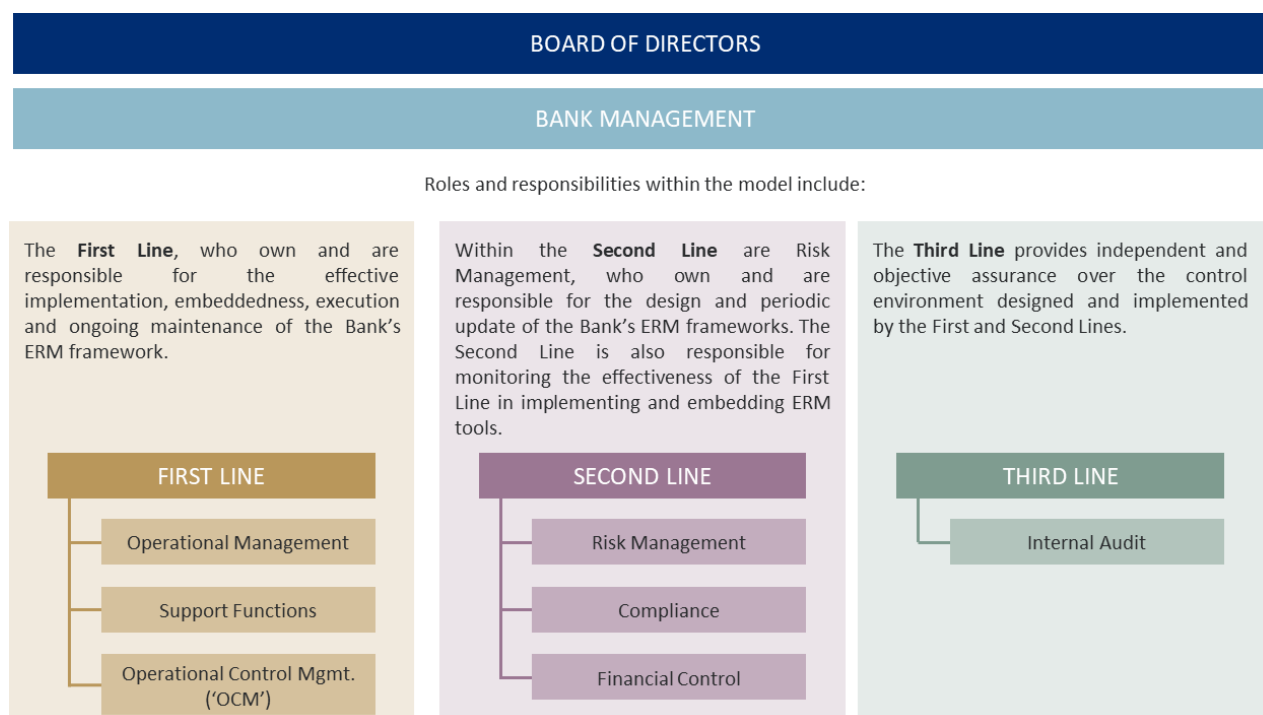 BOARD OF DIRECTORS
BANK MANAGEMENT
Roles and responsibilities within the model include:
The First Line, who own and are
responsible for the effective
implementation, embeddedness, execution
and ongoing maintenance of the Bank's
ERM framework.
FIRST LINE
Operational Management
Support Functions
Operational Control Mgmt.
('OCM')
Within the Second Line are Risk
Management, who own and are
responsible for the design and periodic
update of the Bank's ERM frameworks. The
Second Line is also responsible for
monitoring the effectiveness of the First
Line in implementing and embedding ERM
tools.
SECOND LINE
Risk Management
Compliance
Financial Control
The Third Line provides independent and
objective assurance over the control
environment designed and implemented
by the First and Second Lines.
THIRD LINE
Internal Audit